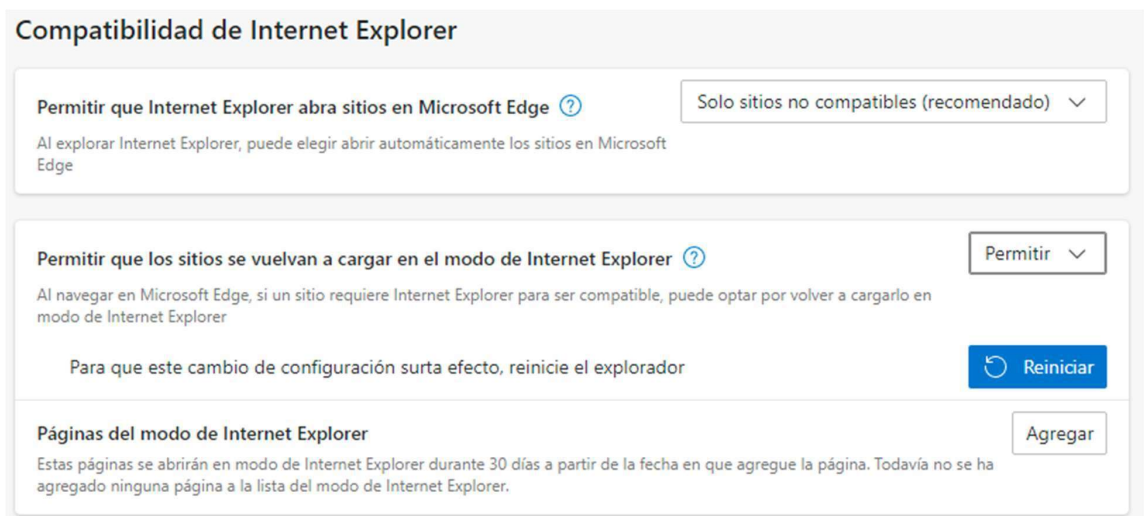 Compatibilidad de Internet Explorer
Permitir que Internet Explorer abra sitios en Microsoft Edge
Solo sitios no compatibles (recomendado)
Al explorar Internet Explorer, puede elegir abrir automáticamente los sitios en Microsoft
Edge
Permitir que los sitios se vuelvan a cargar en el modo de Internet Explorer
Permitir
Al navegar en Microsoft Edge, si un sitio requiere Internet Explorer para ser compatible, puede optar por volver a cargarlo en
modo de Internet Explorer
Para que este cambio de configuración surta efecto, reinicie el explorador
Reiniciar
Páginas del modo de Internet Explorer
Agregar
Estas páginas se abrirán en modo de Internet Explorer durante 30 días a partir de la fecha en que agregue la página. Todavía no se ha
agregado ninguna página a la lista del modo de Internet Explorer.